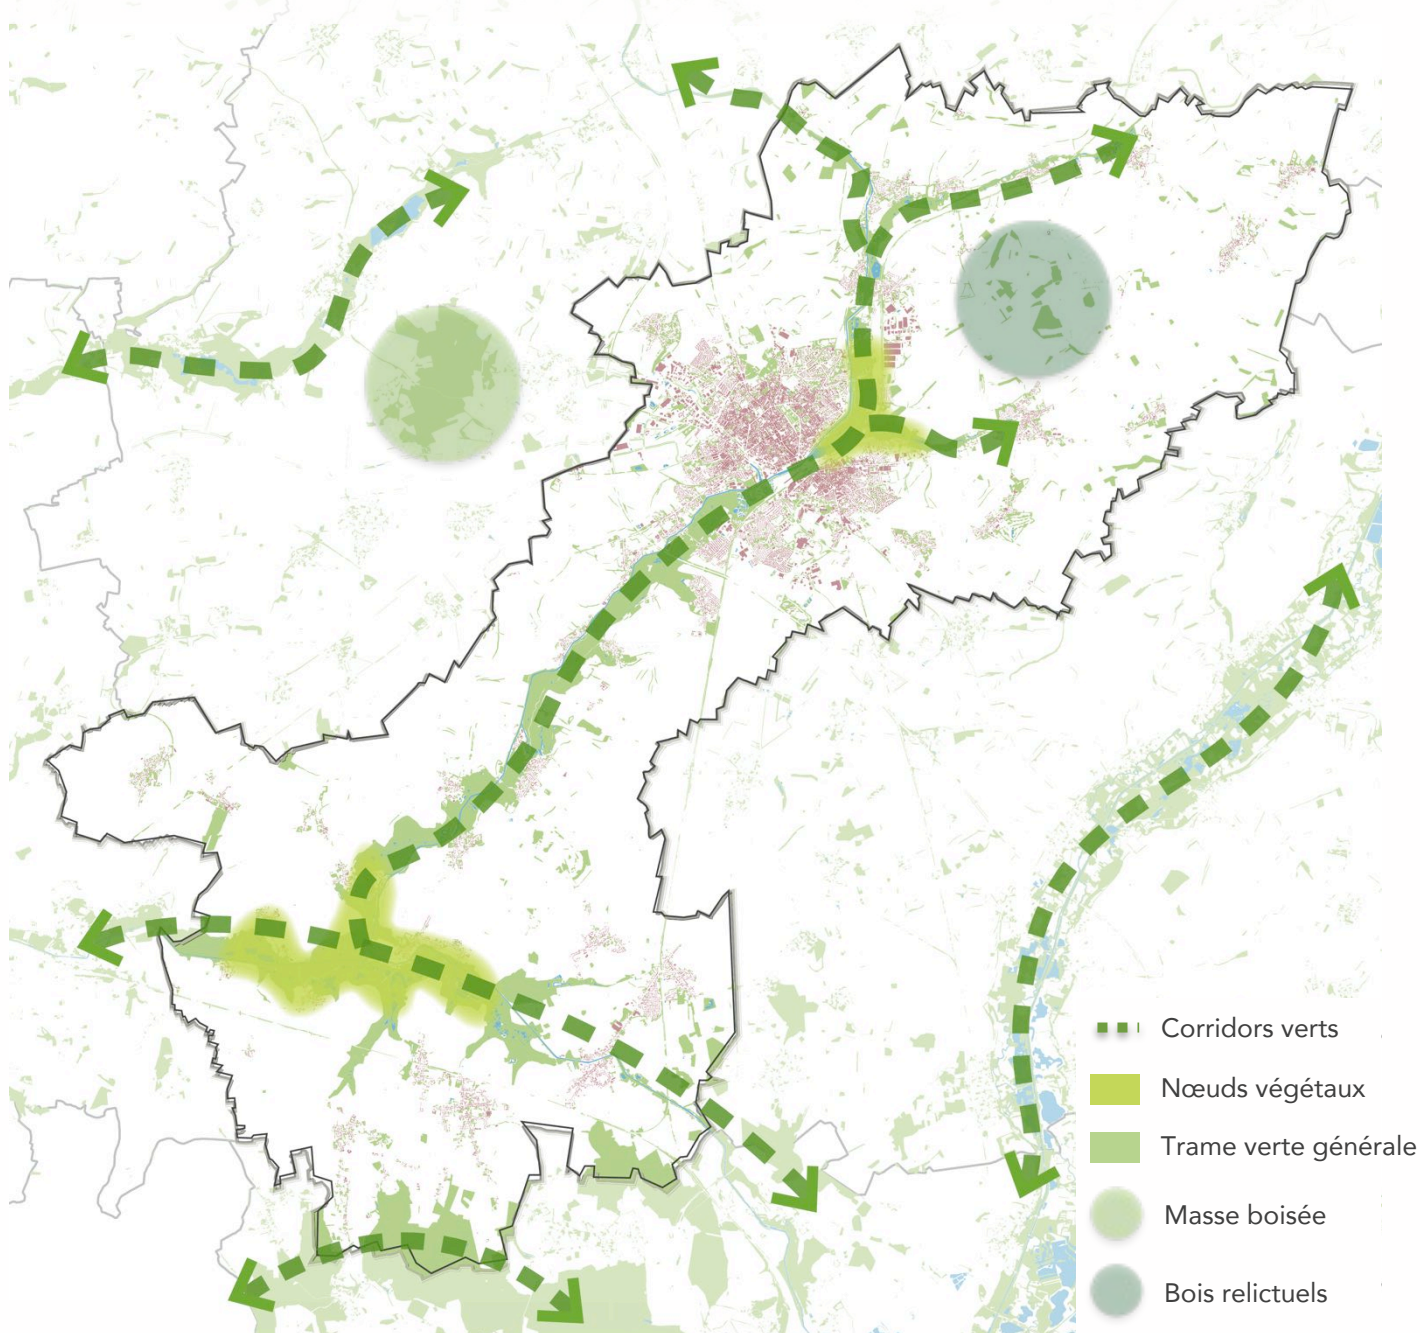 Corridors verts
Nœuds végétaux
Trame verte générale
Masse boisée
Bois relictuels